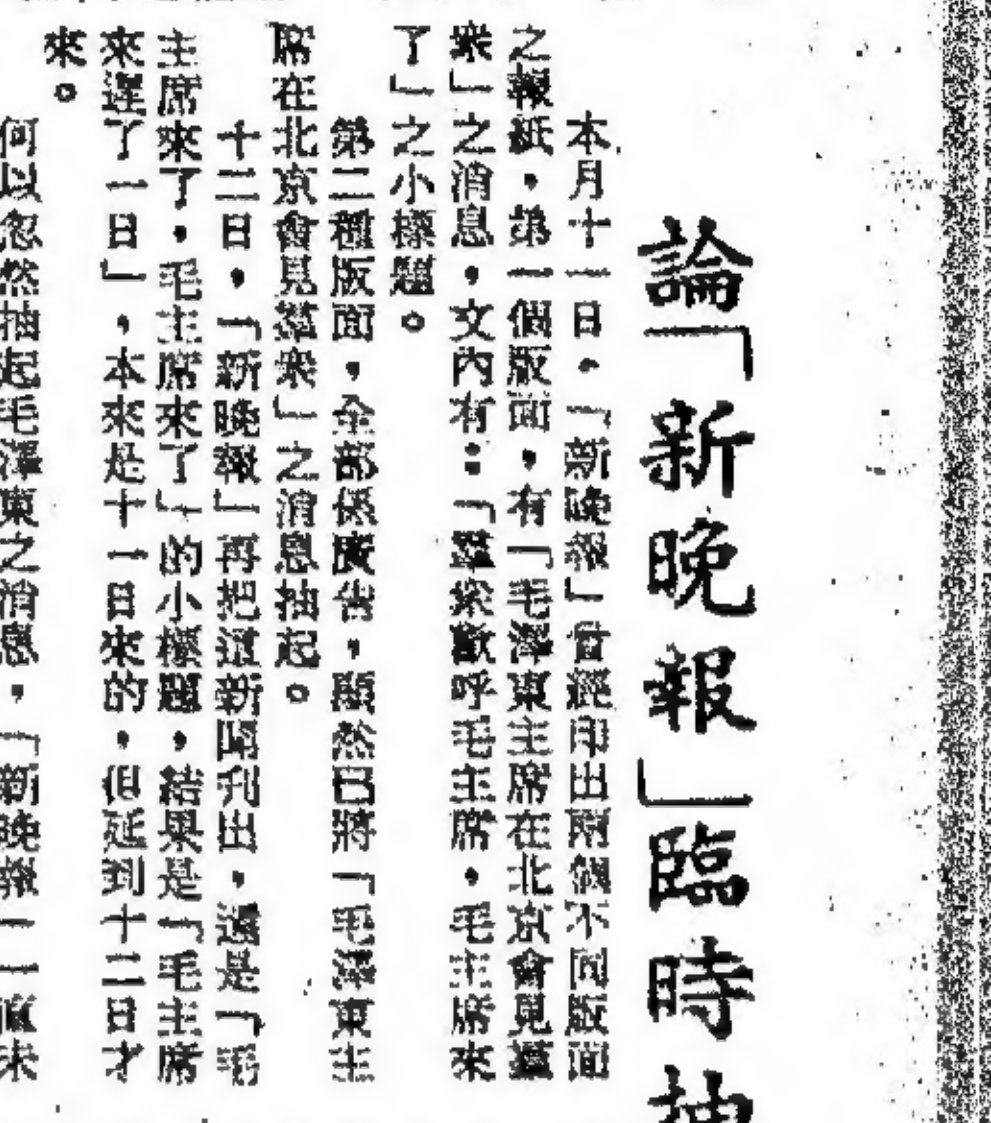 論「新晚報」臨時抽
本月十一日,「新晚報」曾經印出兩個不同版面
之報紙,第一個版面,有「毛澤東主席在北京會見羣
衆」之消息,文內有:「羣衆歡呼毛主席,毛主席來
了」之小標題。
第二種版面,全部係廣告,顯然已將「毛澤東主
席在北京會見羣衆」之消息抽起。
十二日,「新晚報」再把這新聞刊出,還是「毛
主席來了,毛主席來了」的小標題,結果是「毛主席
來遲了一日」,本來是十一日來的,但延到十二日才
來。
何以忽然抽起毛澤東之消息,「新晚報」一直未